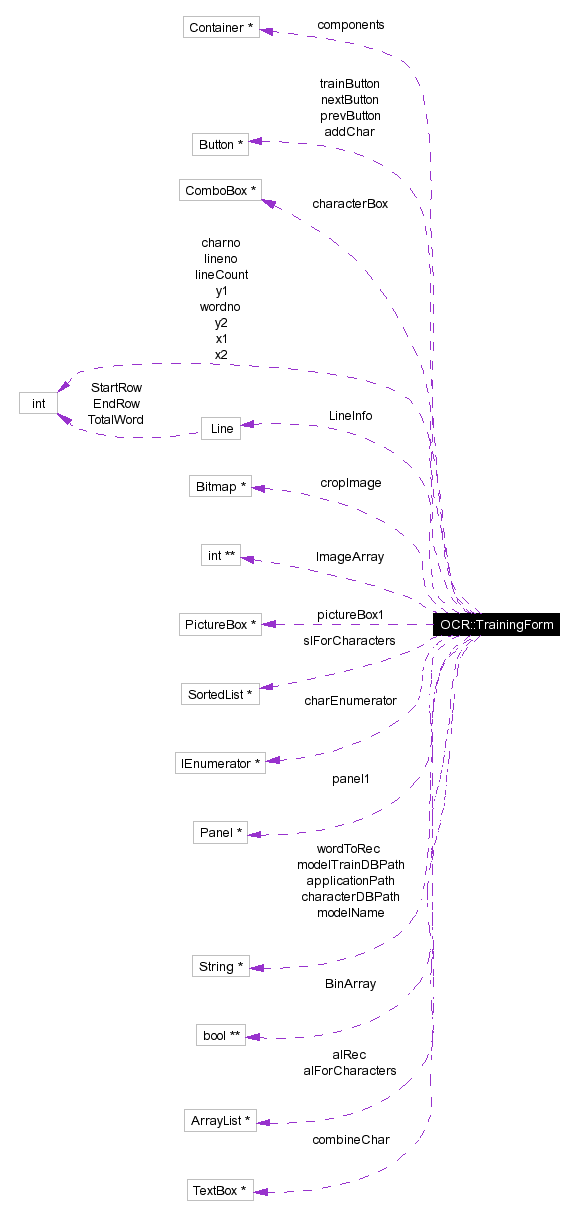 Container *
components
trainButton
nextButton
prevButton
addChar
Button *
ComboBox *
characterBox
charno
lineno
lineCount
y1
wordno
y2
x1
x2
StartRow
EndRow
TotalWord
int
Line
LineInfo
Bitmap *
cropImage
int **
ImageArray
PictureBox *
pictureBox1
OCR::TrainingForm
slForCharacters
SortedList *
charEnumerator
IEnumerator *
panel1
Panel *
wordToRec
modelTrainDBPath
applicationPath
characterDBPath
modelName
String *
BinArray
bool **
alRec
alForCharacters
ArrayList *
combineChar
TextBox *